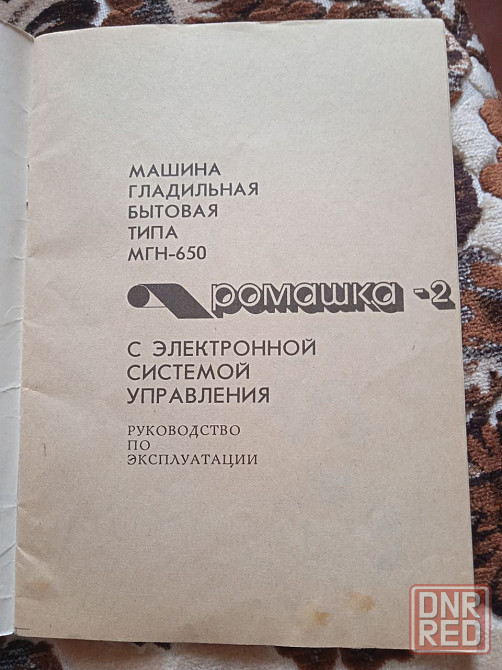 МАШИНА
ГЛАДИЛЬНАЯ
БЫТОВАЯ
ТИПА
МГН-650
ромашка -2
С ЭЛЕКТРОННОЙ
СИСТЕМОЙ
УПРАВЛЕНИЯ
РУКОВОДСТВО
ПО
ЭКСПЛУАТАЦИИ
DNR
RED